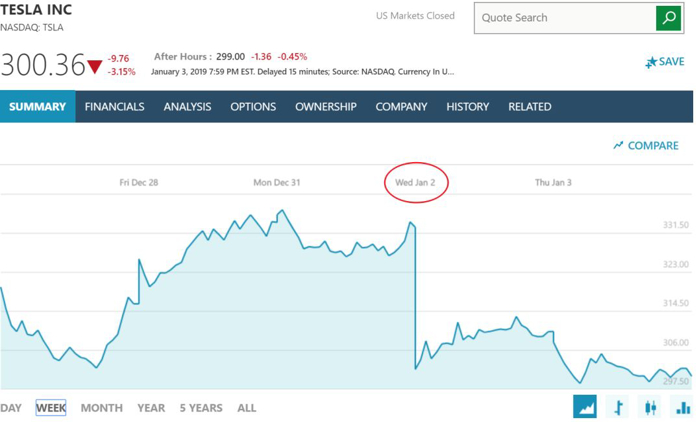 TESLA INC
NASDAQ: TSLA
US Markets Closed
Quote Search
300.36 -9.76 -3.15%
After Hours : 299.00 -1.36 -0.45%
January 3, 2019 7:59 PM EST. Delayed 15 minutes; Source: NASDAQ, Currency In U...
SAVE
SUMMARY FINANCIALS ANALYSIS OPTIONS OWNERSHIP COMPANY HISTORY RELATED
COMPARE
Fri Dec 28 Mon Dec 31 Wed Jan 2 Thu Jan 3
331.50
323.00
314.50
306.00
297.50
DAY WEEK MONTH YEAR 5 YEARS ALL